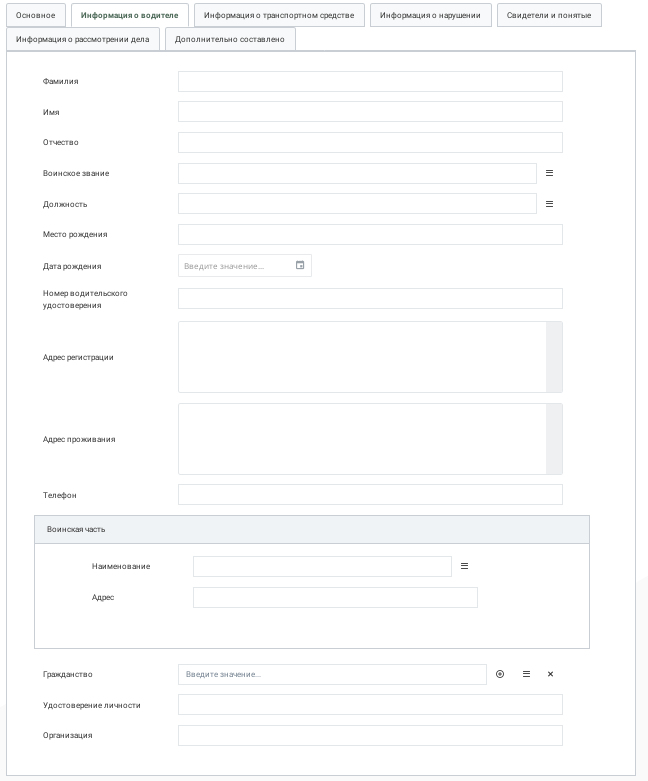 Основное Информация о водителе Информация о транспортном средстве Информация о нарушении Свидетели и понятые
Информация о рассмотрении дела Дополнительно составлено
Фамилия
Имя
Отчество
Воинское звание
Должность
Место рождения
Дата рождения Введите значение...
Номер водительского
удостоверения
Адрес регистрации
Адрес проживания
Телефон
Воинская часть
Наименование
Адрес
Гражданство Введите значение...
Удостоверение личности
Организация